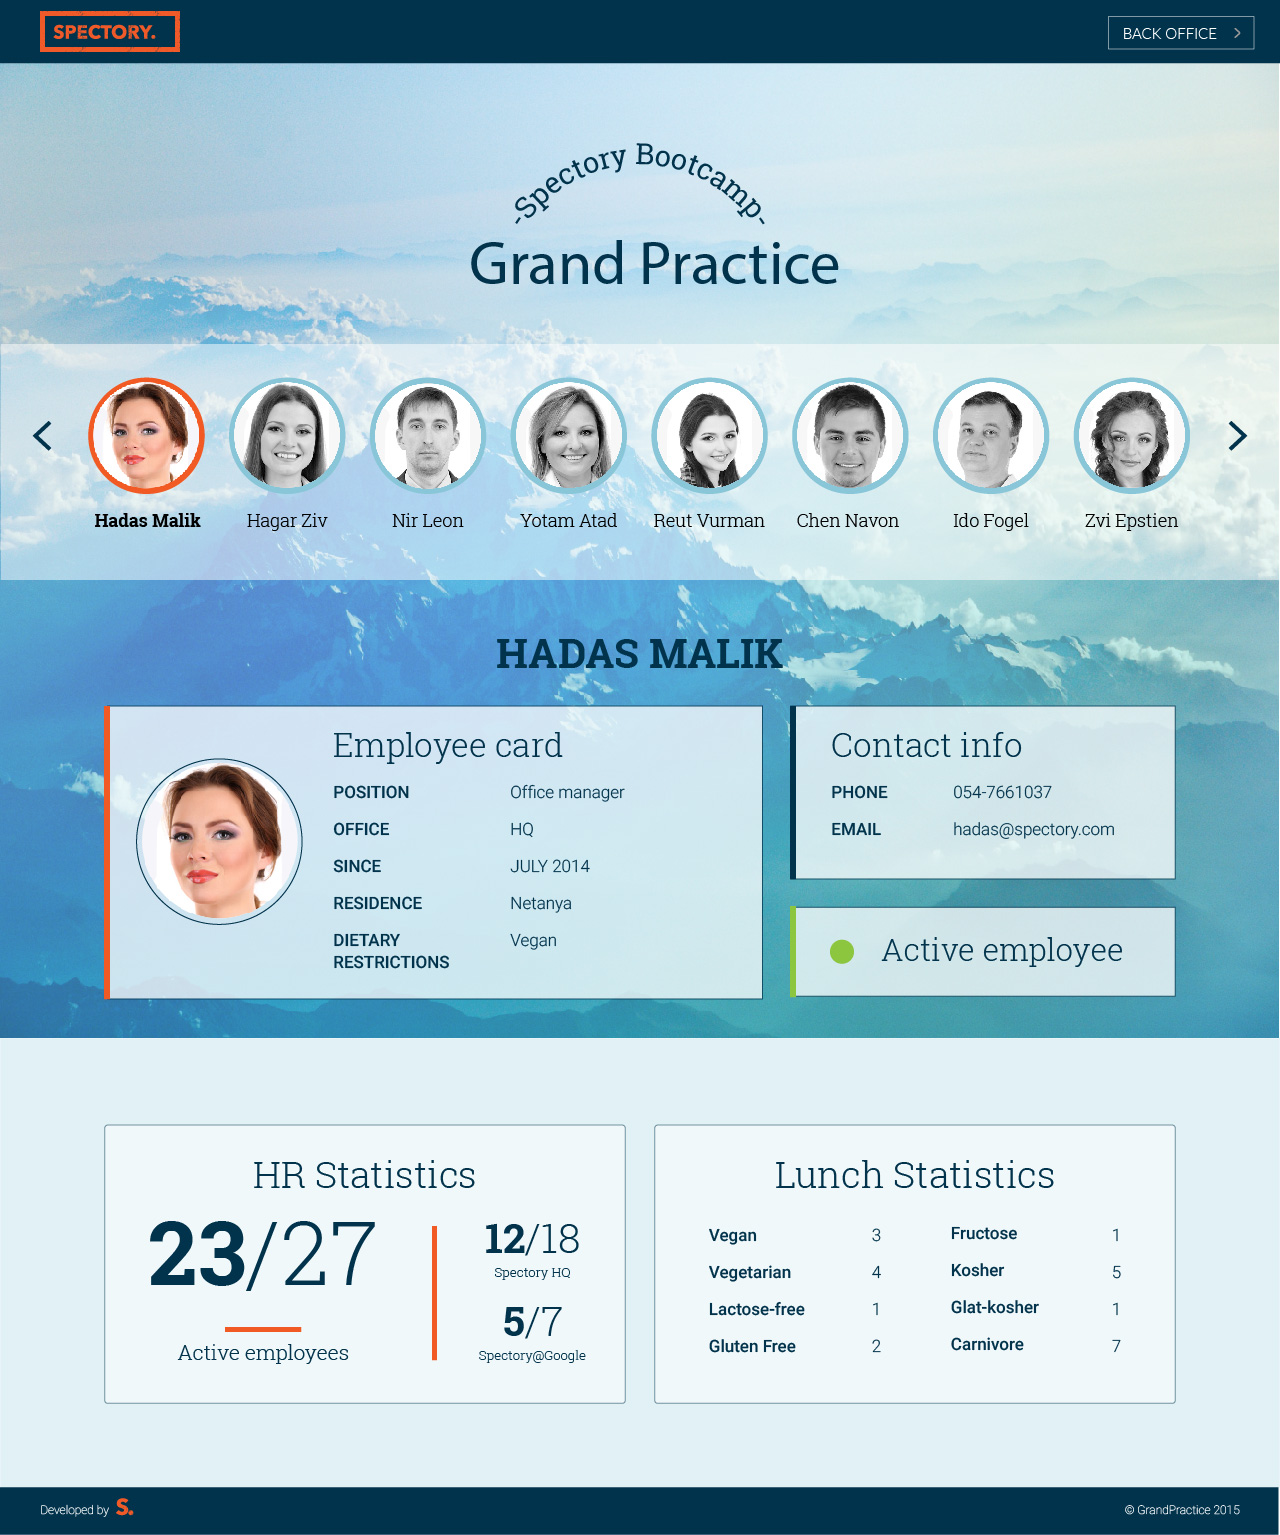 SPECTORY.
BACK OFFICE
-Spectory Bootcamp-
Grand Practice
Hadas Malik
Hagar Ziv
Nir Leon
Yotam Atad
Reut Vurman
Chen Navon
Ido Fogel
Zvi Epstien
HADAS MALIK
Employee card
POSITION Office manager
OFFICE HQ
SINCE JULY 2014
RESIDENCE Netanya
DIETARY Vegan
RESTRICTIONS
Contact info
PHONE 054-7661037
EMAIL hadas@spectory.com
Active employee
HR Statistics
23/27
Active employees
12/18
Spectory HQ
5/7
Spectory@Google
Lunch Statistics
Vegan 3
Vegetarian 4
Lactose-free 1
Gluten Free 2
Fructose 1
Kosher 5
Glat-kosher 1
Carnivore 7
Developed by S.
© GrandPractice 2015